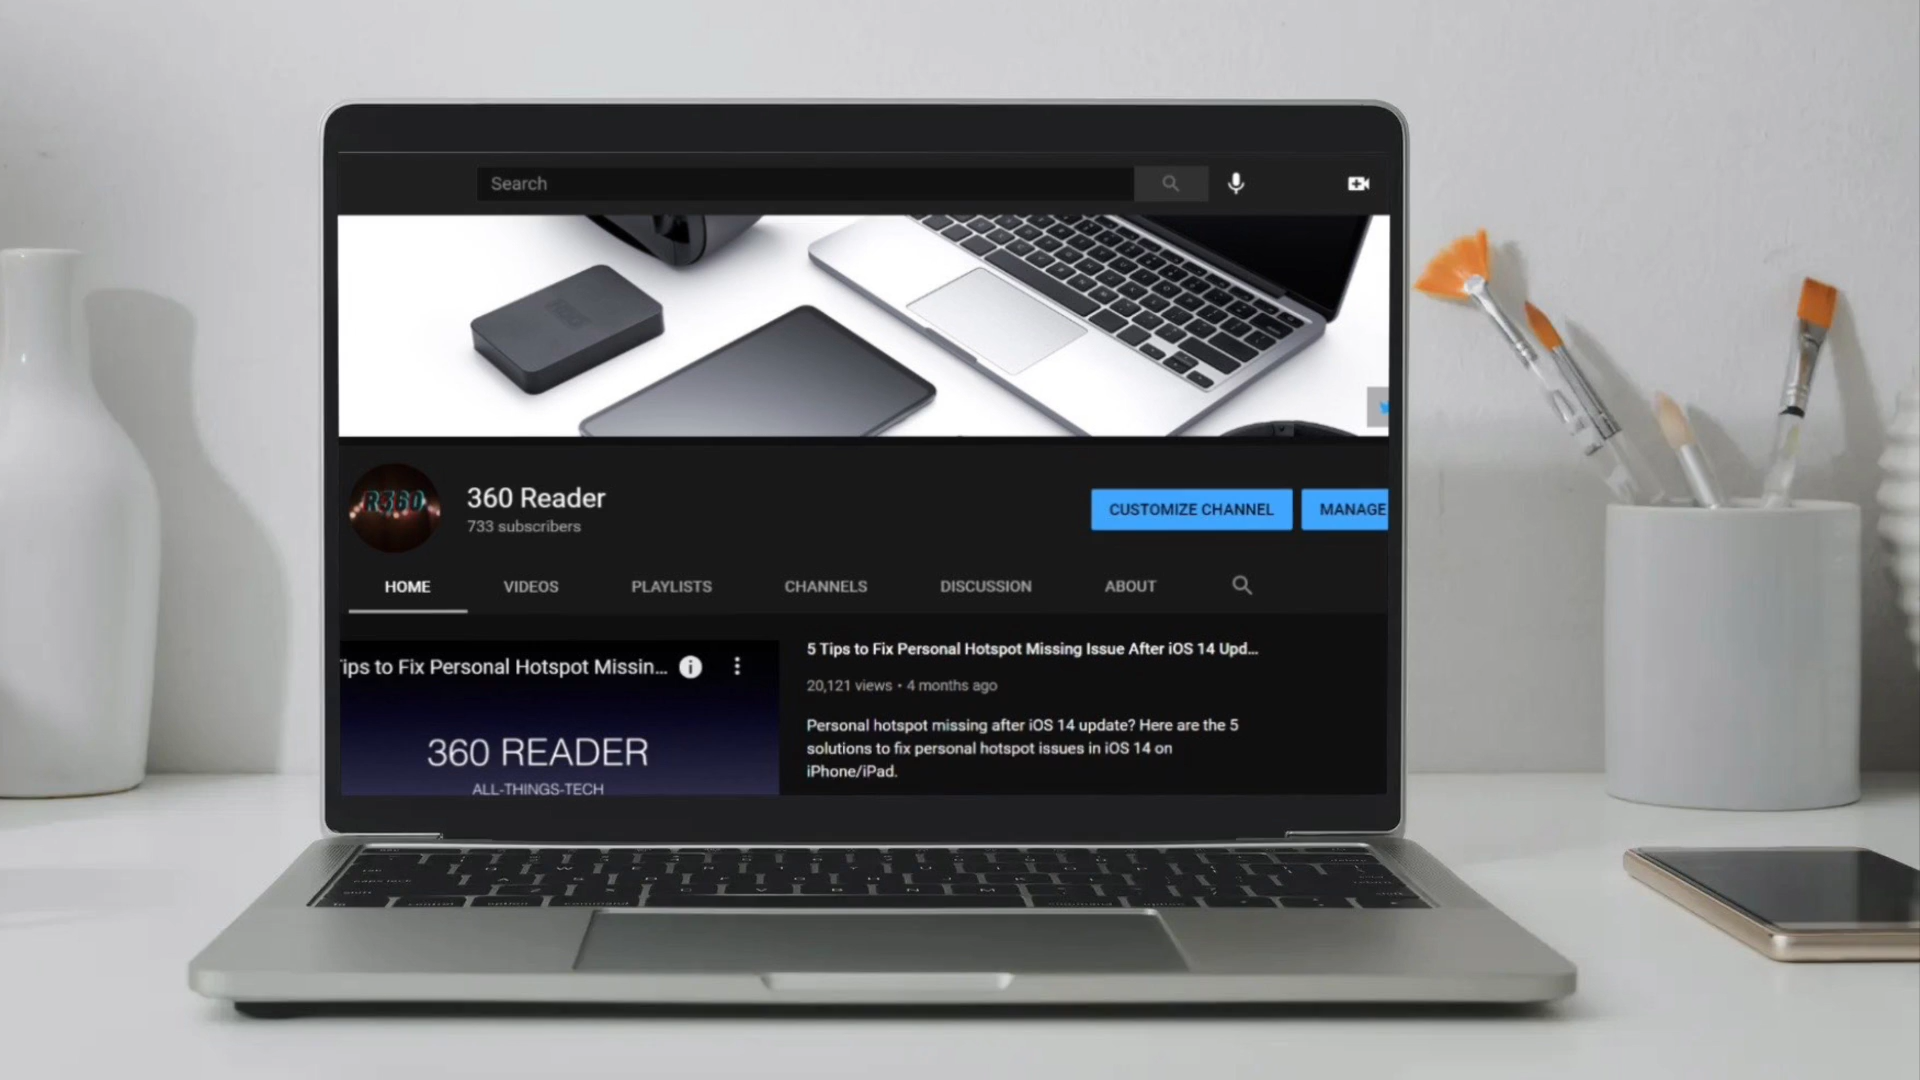 Search
R360
360 Reader
733 subscribers
CUSTOMIZE CHANNEL
MANAGE
HOME
VIDEOS
PLAYLISTS
CHANNELS
DISCUSSION
ABOUT
ips to Fix Personal Hotspot Missin...
360 READER
ALL-THINGS-TECH
5 Tips to Fix Personal Hotspot Missing Issue After iOS 14 Upd...
20,121 views • 4 months ago
Personal hotspot missing after iOS 14 update? Here are the 5
solutions to fix personal hotspot issues in iOS 14 on
iPhone/iPad.